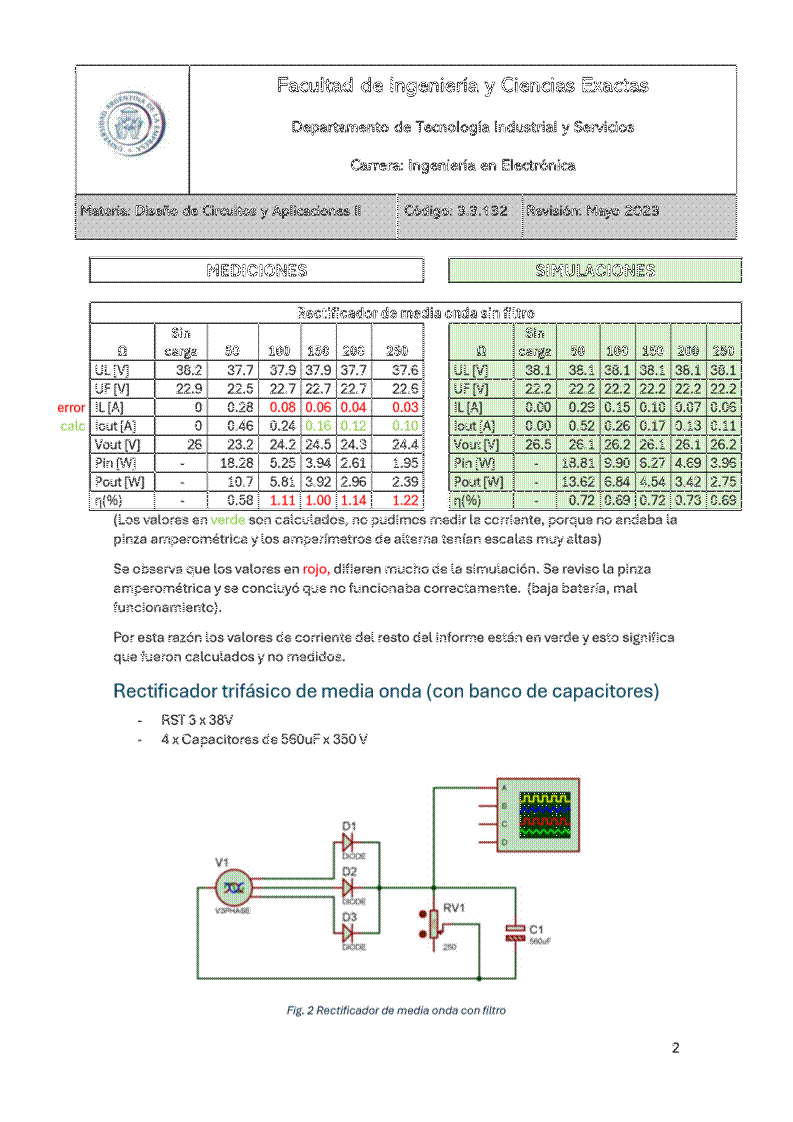 UNIVERSIDAD ARGENTINA DE LA EMPRESA
Facultad de Ingeniería y Ciencias Exactas
Departamento de Tecnología Industrial y Servicios
Carrera: Ingeniería en Electrónica
Materia: Diseño de Circuitos y Aplicaciones II Código: 3.3.132 Revisión: Mayo 2023
MEDICIONES SIMULACIONES
Rectificador de media onda sin filtro
Ω Sin carga 50 100 150 200 250 Ω Sin carga 50 100 150 200 250
UL [V] 38.2 37.7 37.9 37.9 37.7 37.6 UL [V] 38.1 38.1 38.1 38.1 38.1 38.1
UF [V] 22.9 22.5 22.7 22.7 22.7 22.6 UF [V] 22.2 22.2 22.2 22.2 22.2 22.2
error IL [A] 0 0.28 0.08 0.06 0.04 0.03 IL [A] 0.00 0.29 0.15 0.10 0.07 0.06
calc Iout [A] 0 0.46 0.24 0.16 0.12 0.10 Iout [A] 0.00 0.52 0.26 0.17 0.13 0.11
Vout [V] 26 23.2 24.2 24.5 24.3 24.4 Vout [V] 26.5 26.1 26.2 26.1 26.1 26.2
Pin [W] - 18.28 5.25 3.94 2.61 1.95 Pin [W] - 18.81 9.90 6.27 4.69 3.96
Pout [W] - 10.7 5.81 3.92 2.96 2.39 Pout [W] - 13.62 6.84 4.54 3.42 2.75
η(%) - 0.58 1.11 1.00 1.14 1.22 η(%) - 0.72 0.69 0.72 0.73 0.69
(Los valores en verde son calculados, no pudimos medir la corriente, porque no andaba la
pinza amperométrica y los amperímetros de alterna tenían escalas muy altas)
Se observa que los valores en rojo, difieren mucho de la simulación. Se reviso la pinza
amperométrica y se concluyó que no funcionaba correctamente. (baja batería, mal
funcionamiento).
Por esta razón los valores de corriente del resto del informe están en verde y esto significa
que fueron calculados y no medidos.
Rectificador trifásico de media onda (con banco de capacitores)
- RST 3 x 38V
- 4 x Capacitores de 560uF x 350 V
A
B
C
D
D1
DIODE
V1
V3PHASE
D2
DIODE
D3
DIODE
RV1
250
C1
560uF
Fig. 2 Rectificador de media onda con filtro
2